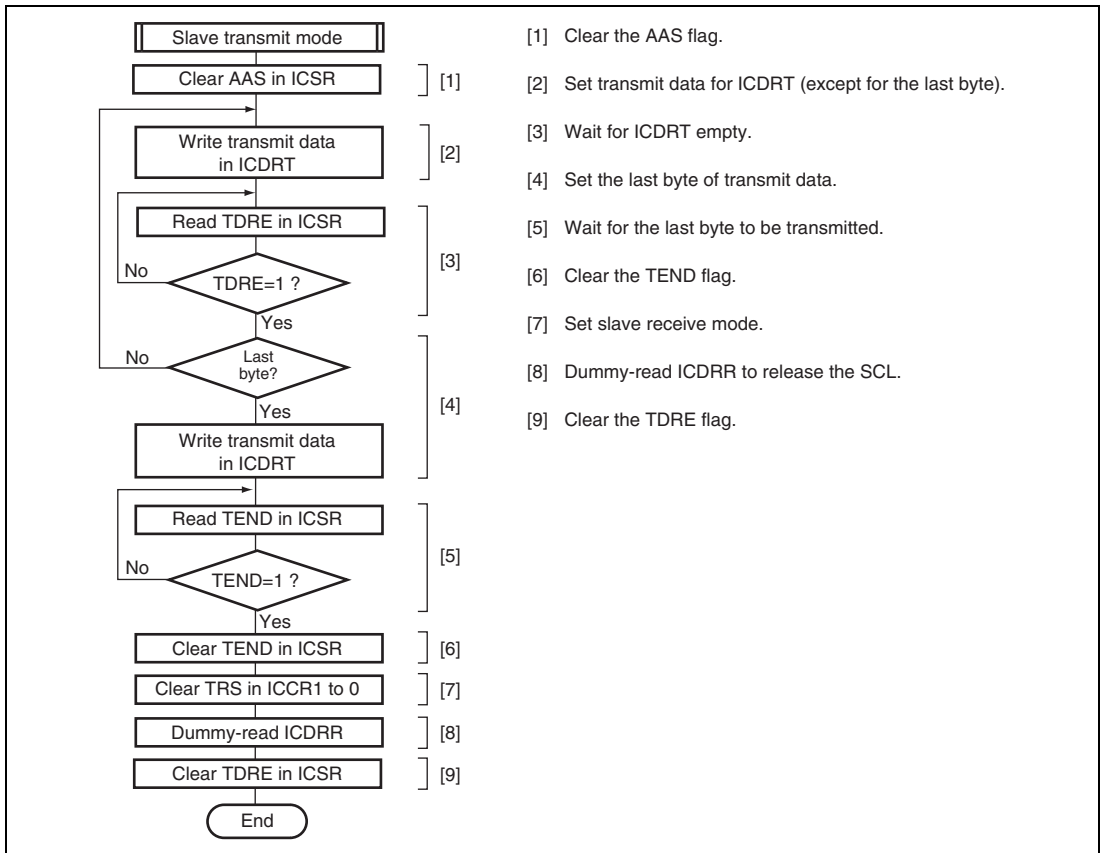 Slave transmit mode
Clear AAS in ICSR
[1]
Write transmit data
in ICDRT
[2]
Read TDRE in ICSR
No
TDRE=1 ?
[3]
Yes
No
Last
byte?
Yes
[4]
Write transmit data
in ICDRT
Read TEND in ICSR
No
TEND=1 ?
[5]
Yes
Clear TEND in ICSR
[6]
Clear TRS in ICCR1 to 0
[7]
Dummy-read ICDRR
[8]
Clear TDRE in ICSR
[9]
End
[1] Clear the AAS flag.
[2] Set transmit data for ICDRT (except for the last byte).
[3] Wait for ICDRT empty.
[4] Set the last byte of transmit data.
[5] Wait for the last byte to be transmitted.
[6] Clear the TEND flag.
[7] Set slave receive mode.
[8] Dummy-read ICDRR to release the SCL.
[9] Clear the TDRE flag.